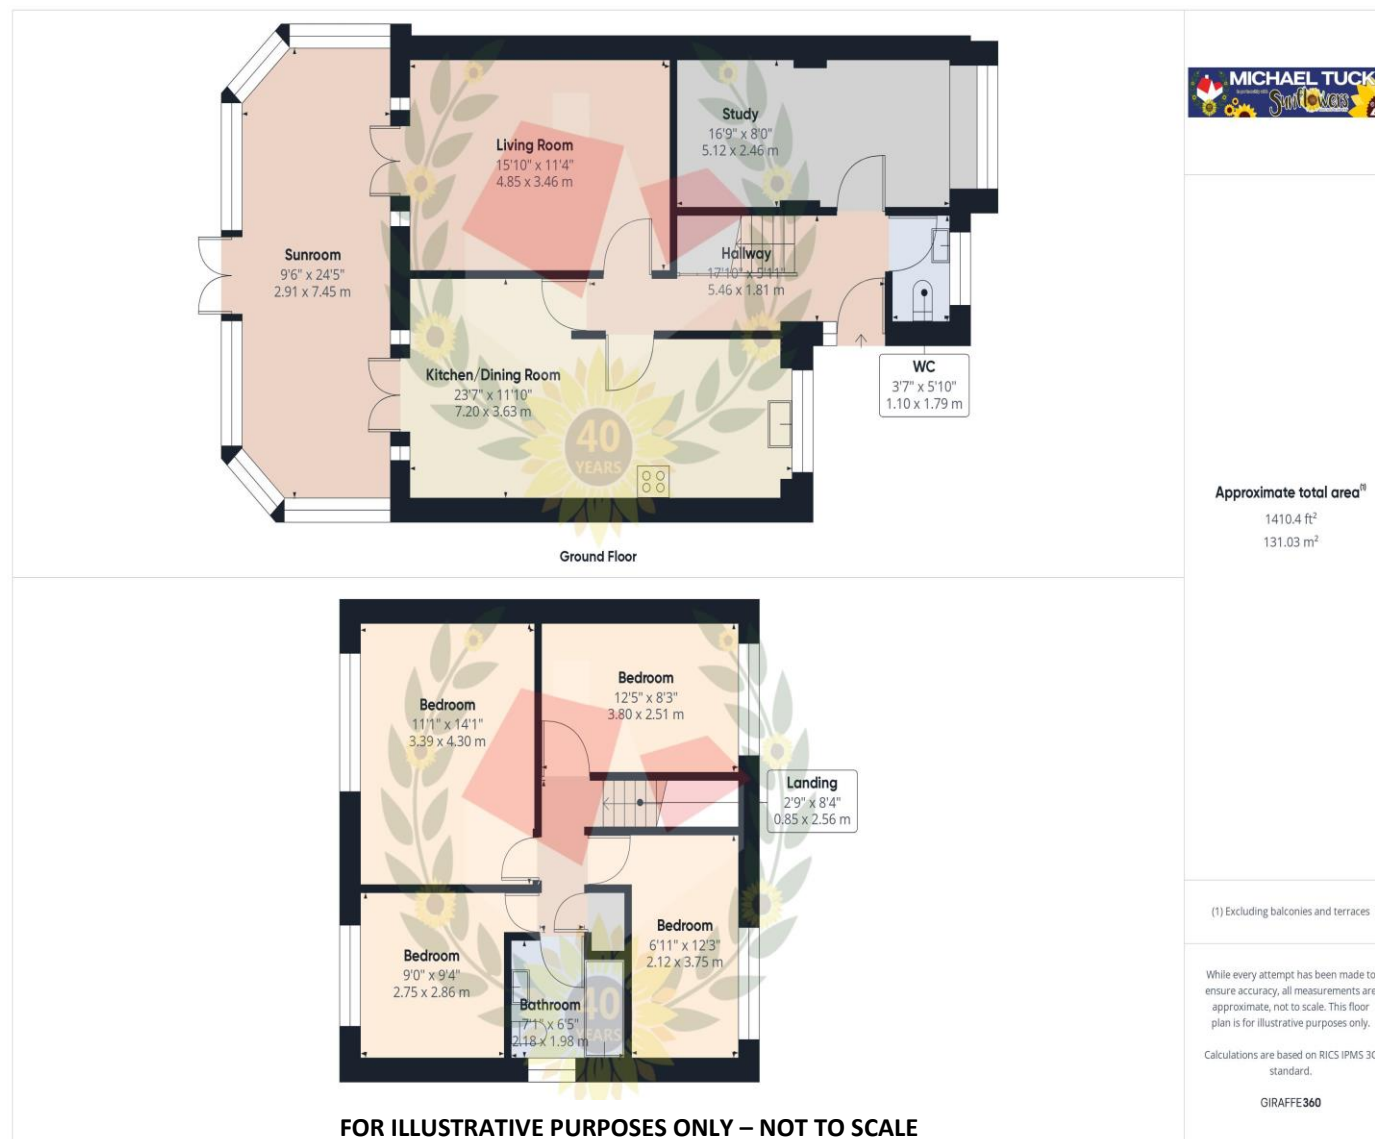 MICHAEL TUCK
Sunflowers
Living Room
15'10" x 11'4"
4.85 x 3.46 m
Study
16'9" x 8'0"
5.12 x 2.46 m
Sunroom
9'6" x 24'5"
2.91 x 7.45 m
Hallway
17'10" x 5'11"
5.46 x 1.81 m
Kitchen/Dining Room
23'7" x 11'10"
7.20 x 3.63 m
WC
3'7" x 5'10"
1.10 x 1.79 m
40
YEARS
Ground Floor
Approximate total area(1)
1410.4 ft²
131.03 m²
Bedroom
11'1" x 14'1"
3.39 x 4.30 m
Bedroom
12'5" x 8'3"
3.80 x 2.51 m
Landing
2'9" x 8'4"
0.85 x 2.56 m
Bedroom
9'0" x 9'4"
2.75 x 2.86 m
Bathroom
7'1" x 6'5"
2.18 x 1.98 m
Bedroom
6'11" x 12'3"
2.12 x 3.75 m
40
YEARS
(1) Excluding balconies and terraces
While every attempt has been made to
ensure accuracy, all measurements are
approximate, not to scale. This floor
plan is for illustrative purposes only.
Calculations are based on RICS IPMS 3C
standard.
GIRAFFE360
FOR ILLUSTRATIVE PURPOSES ONLY – NOT TO SCALE